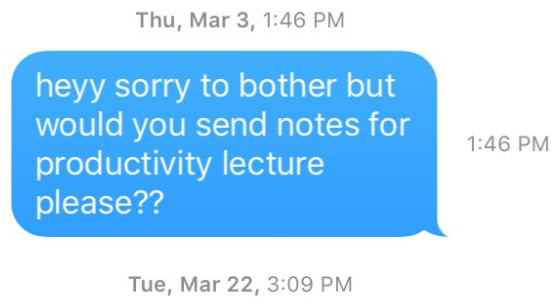 Thu, Mar 3, 1:46 PM
heyy sorry to bother but
would you send notes for
productivity lecture
please??
1:46 PM
Tue, Mar 22, 3:09 PM